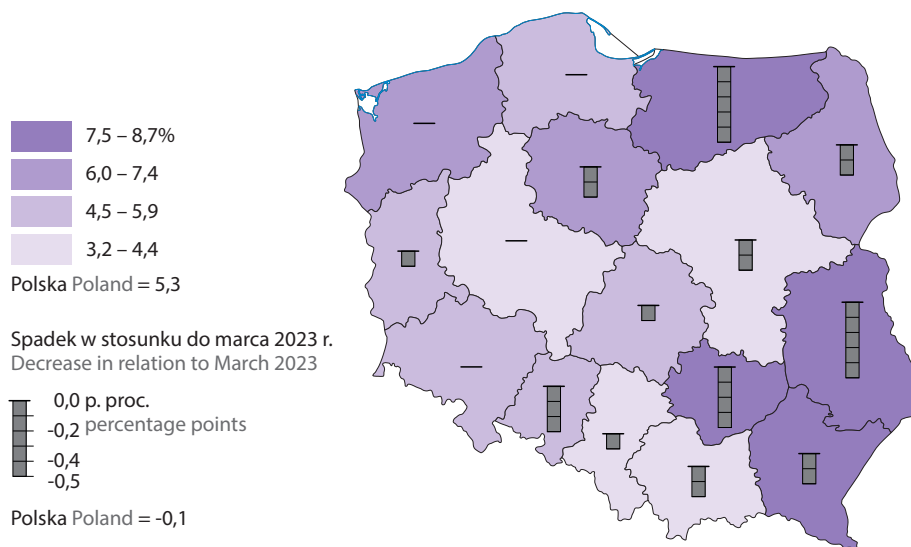 7,5 – 8,7%
6,0 – 7,4
4,5 – 5,9
3,2 – 4,4
Polska Poland = 5,3
Spadek w stosunku do marca 2023 r.
Decrease in relation to March 2023
0,0 p. proc.
-0,2 percentage points
-0,4
-0,5
Polska Poland = -0,1